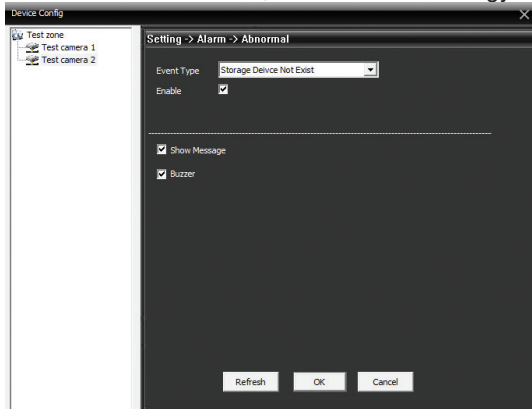 Device Config
Test zone
Test camera 1
Test camera 2
Setting -> Alarm -> Abnormal
Event Type Storage Deivce Not Exist
Enable
Show Message
Buzzer
Refresh OK Cancel